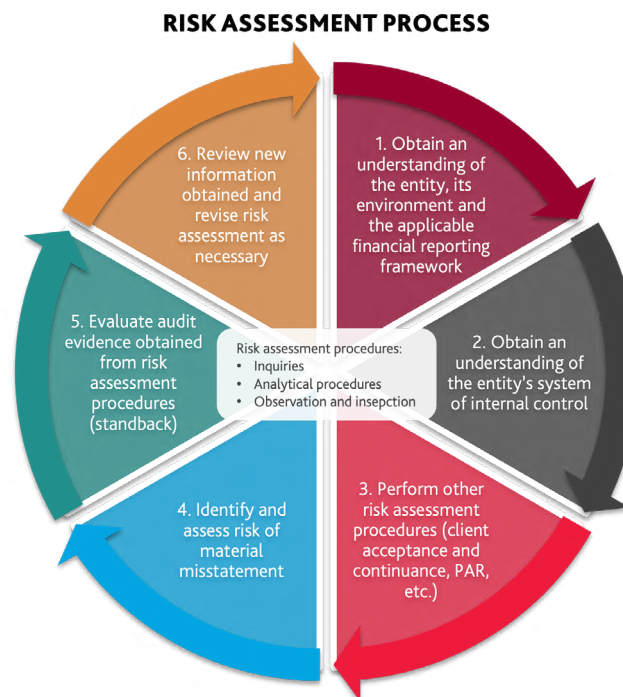 RISK ASSESSMENT PROCESS
1. Obtain an
understanding of
the entity, its
environment and
the applicable
financial reporting
framework
2. Obtain an
understanding of
the entity's system
of internal control
3. Perform other
risk assessment
procedures (client
acceptance and
continuance, PAR,
etc.)
4. Identify and
assess risk of
material
misstatement
5. Evaluate audit
evidence obtained
from risk
assessment
procedures
(standback)
6. Review new
information
obtained and
revise risk
assessment as
necessary
Risk assessment procedures:
• Inquiries
• Analytical procedures
• Observation and insepction